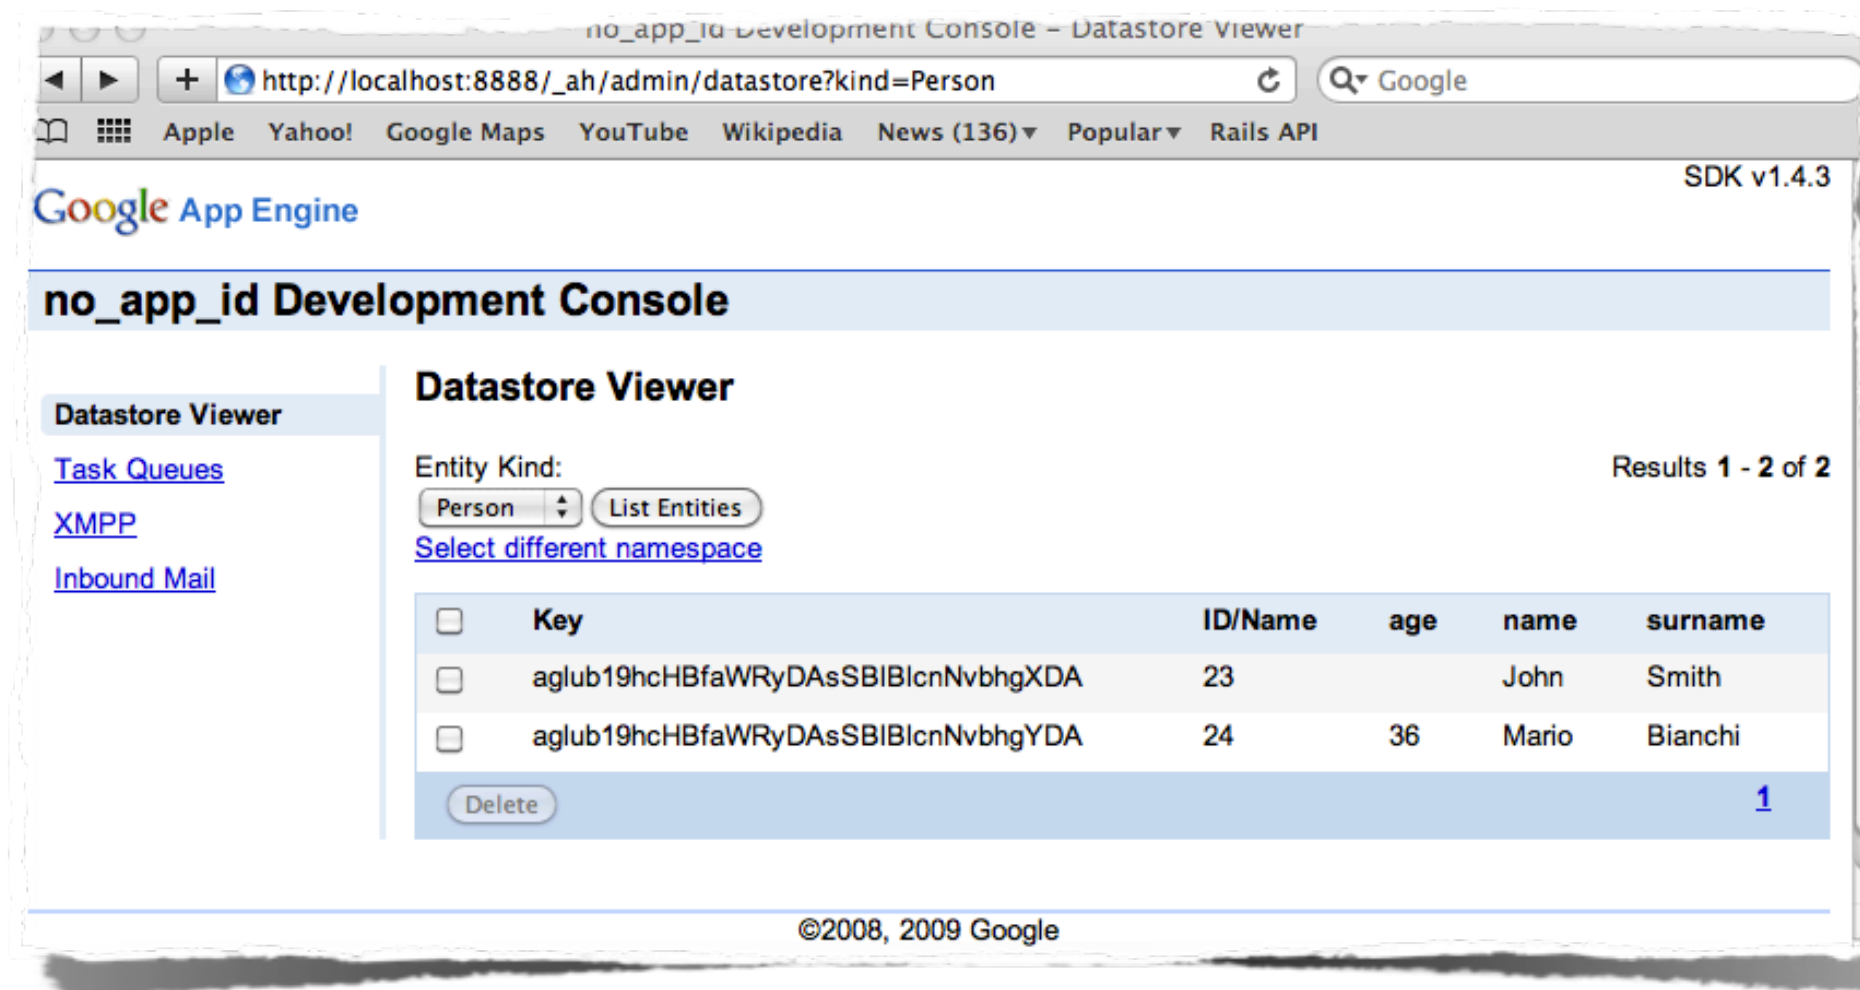 no_app_id Development Console – Datastore Viewer
http://localhost:8888/_ah/admin/datastore?kind=Person
Google
Apple Yahoo! Google Maps YouTube Wikipedia News (136) Popular Rails API
SDK v1.4.3
Google App Engine
no_app_id Development Console
Datastore Viewer
Task Queues
XMPP
Inbound Mail
Datastore Viewer
Entity Kind:
Results 1 - 2 of 2
Person List Entities
Select different namespace
Key ID/Name age name surname
aglub19hcHBfaWRyDAsSBlBlcnNvbhgXDA 23 John Smith
aglub19hcHBfaWRyDAsSBlBlcnNvbhgYDA 24 36 Mario Bianchi
Delete 1
©2008, 2009 Google